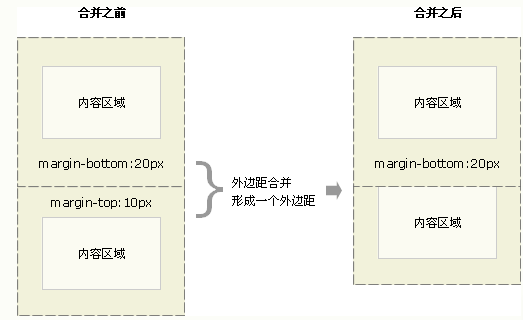 合并之前
合并之后
内容区域
margin-bottom:20px
margin-top:10px
内容区域
外边距合并
形成一个外边距
内容区域
margin-bottom:20px
内容区域